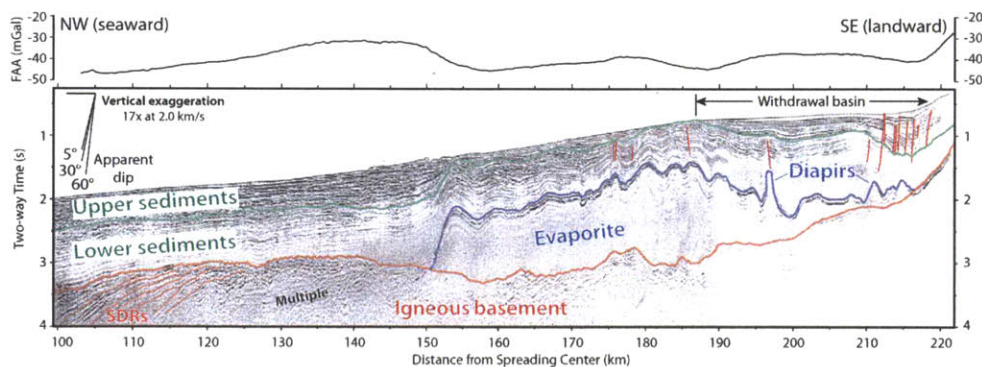 NW (seaward)
SE (landward)
FAA (mGal)
-20
-30
-40
-50
-20
-30
-40
-50
Vertical exaggeration
17x at 2.0 km/s
5°
30°
60°
Apparent
dip
Withdrawal basin
Diapirs
Upper sediments
Lower sediments
Evaporite
Multiple
SDRs
Igneous basement
Two-way Time (s)
1
2
3
4
1
2
3
4
100 110 120 130 140 150 160 170 180 190 200 210 220
Distance from Spreading Center (km)